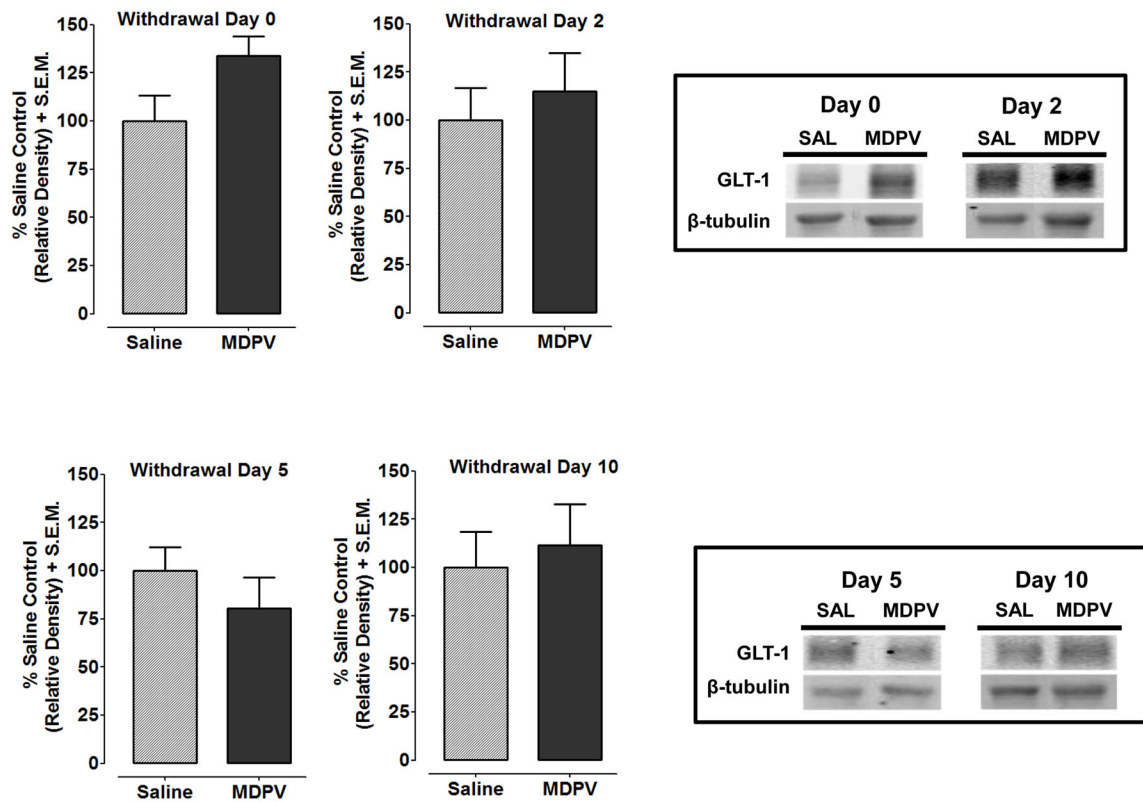 Withdrawal Day 0
% Saline Control
(Relative Density) + S.E.M.
150
125
100
75
50
25
0
Saline MDPV
Withdrawal Day 2
% Saline Control
(Relative Density) + S.E.M.
150
125
100
75
50
25
0
Saline MDPV
Day 0 Day 2
SAL MDPV SAL MDPV
GLT-1
β-tubulin
Withdrawal Day 5
% Saline Control
(Relative Density) + S.E.M.
150
125
100
75
50
25
0
Saline MDPV
Withdrawal Day 10
% Saline Control
(Relative Density) + S.E.M.
150
125
100
75
50
25
0
Saline MDPV
Day 5 Day 10
SAL MDPV SAL MDPV
GLT-1
β-tubulin